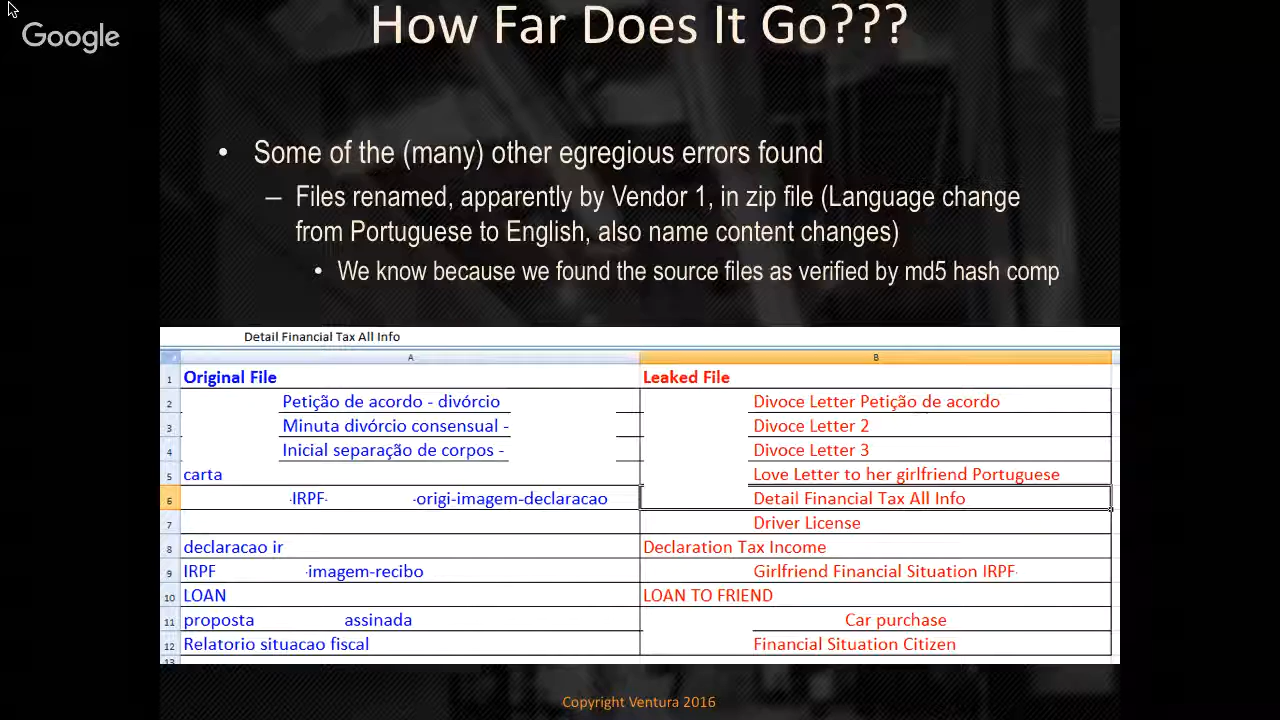 Google
How Far Does It Go???
• Some of the (many) other egregious errors found
– Files renamed, apparently by Vendor 1, in zip file (Language change
from Portuguese to English, also name content changes)
• We know because we found the source files as verified by md5 hash comp
Detail Financial Tax All Info
A B
1 Original File Leaked File
2 Petição de acordo - divórcio Divoce Letter Petição de acordo
3 Minuta divórcio consensual - Divoce Letter 2
4 Inicial separação de corpos - Divoce Letter 3
5 carta Love Letter to her girlfriend Portuguese
6 -IRPF- -origi-imagem-declaracao Detail Financial Tax All Info
7 Driver License
8 declaracao ir Declaration Tax Income
9 IRPF -imagem-recibo Girlfriend Financial Situation IRPF-
10 LOAN LOAN TO FRIEND
11 proposta assinada Car purchase
12 Relatorio situacao fiscal Financial Situation Citizen
13
Copyright Ventura 2016